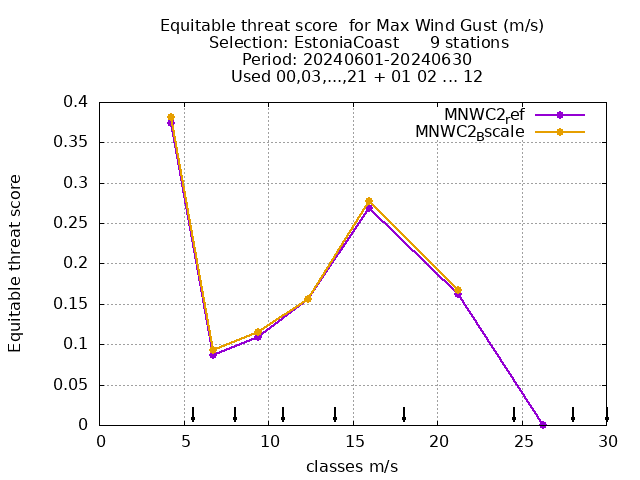 Equitable threat score  for Max Wind Gust (m/s)
Selection: EstoniaCoast      9 stations
Period: 20240601-20240630
Used 00,03,...,21 + 01 02 ... 12
MNWC2ref
MNWC2Bscale
Equitable threat score
0.4
0.35
0.3
0.25
0.2
0.15
0.1
0.05
0
0 5 10 15 20 25 30
classes m/s